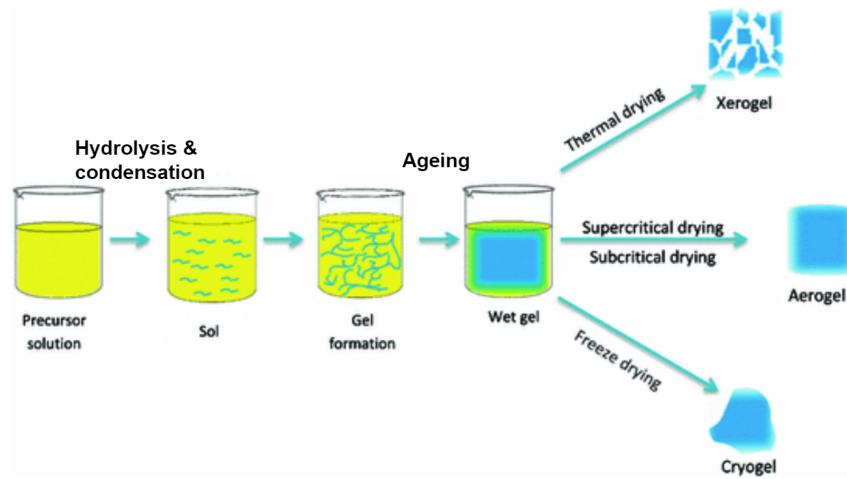 Hydrolysis &
condensation
Ageing
Precursor
solution
Sol
Gel
formation
Wet gel
Thermal drying
Xerogel
Supercritical drying
Subcritical drying
Aerogel
Freeze drying
Cryogel